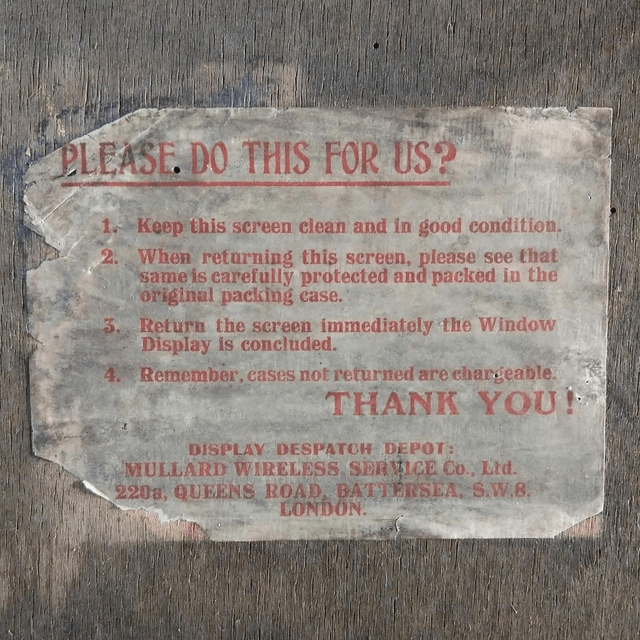 PLEASE DO THIS FOR US?
1. Keep this screen clean and in good condition.
2. When returning this screen, please see that
same is carefully protected and packed in the
original packing case.
3. Return the screen immediately the Window
Display is concluded.
4. Remember, cases not returned are chargeable.
THANK YOU!
DISPLAY DESPATCH DEPOT:
MULLARD WIRELESS SERVICE Co., Ltd.
220a, QUEENS ROAD, BATTERSEA, S.W.8.
LONDON.